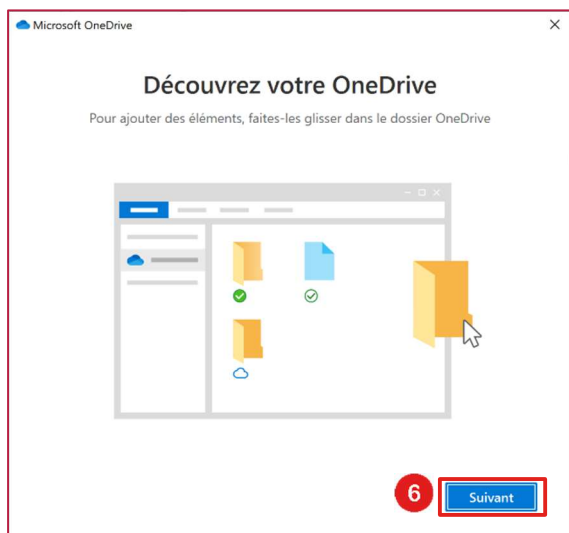 Microsoft OneDrive
Découvrez votre OneDrive
Pour ajouter des éléments, faites-les glisser dans le dossier OneDrive
6
Suivant